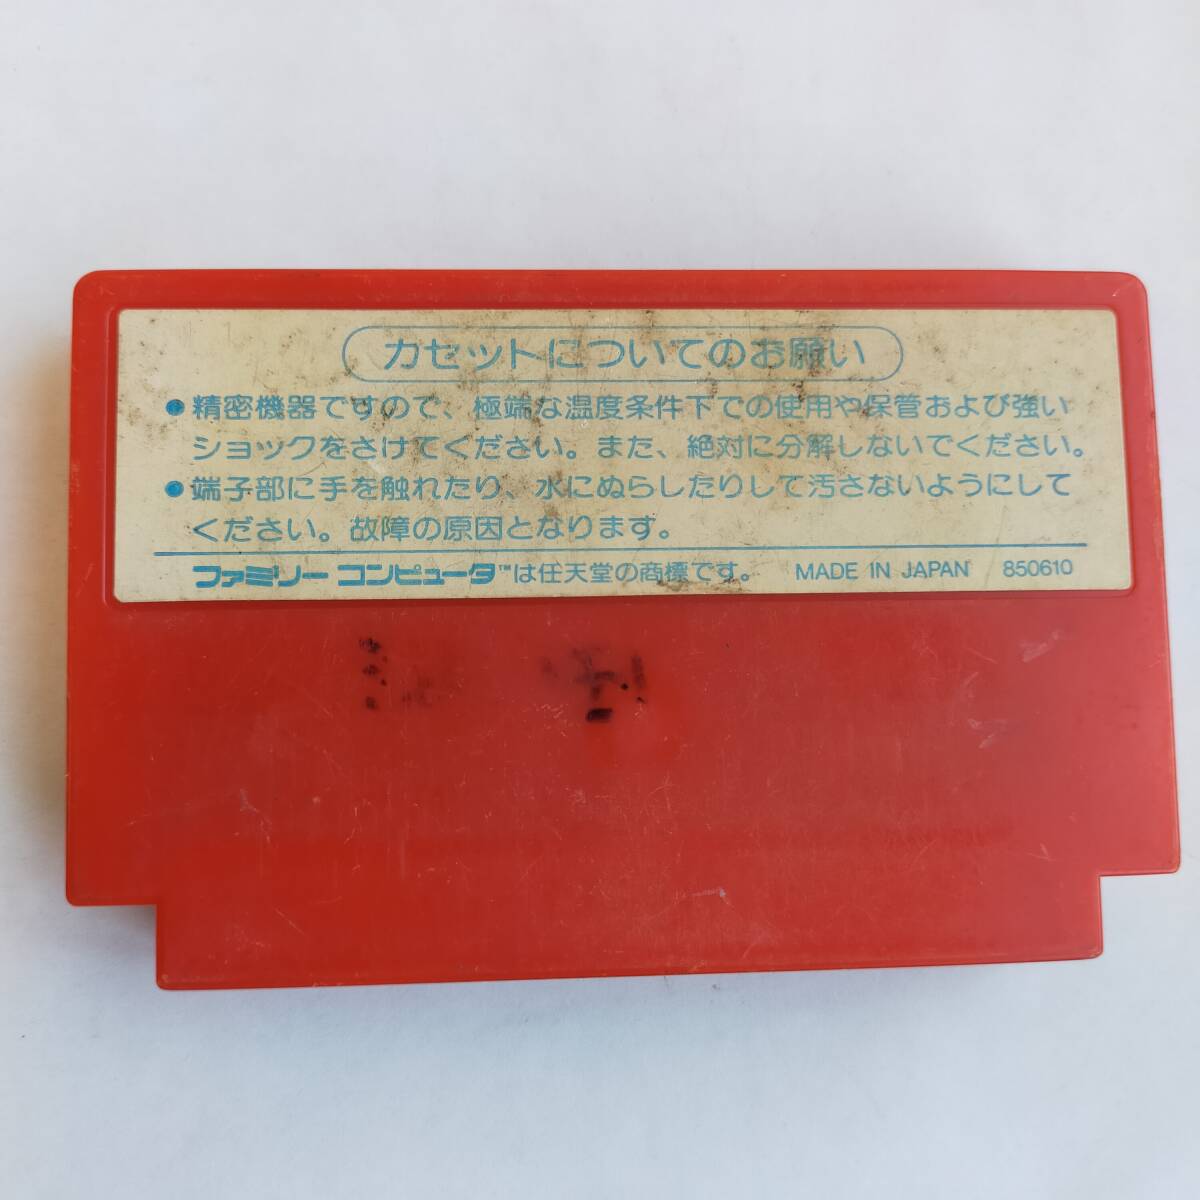 カセットについてのお願い
●精密機器ですので、極端な温度条件下での使用や保管および強い
ショックをさけてください。また、絶対に分解しないでください。
●端子部に手を触れたり、水にぬらしたりして汚さないようにして
ください。故障の原因となります。
ファミリーコンピュータ™は任天堂の商標です。 MADE IN JAPAN 850610